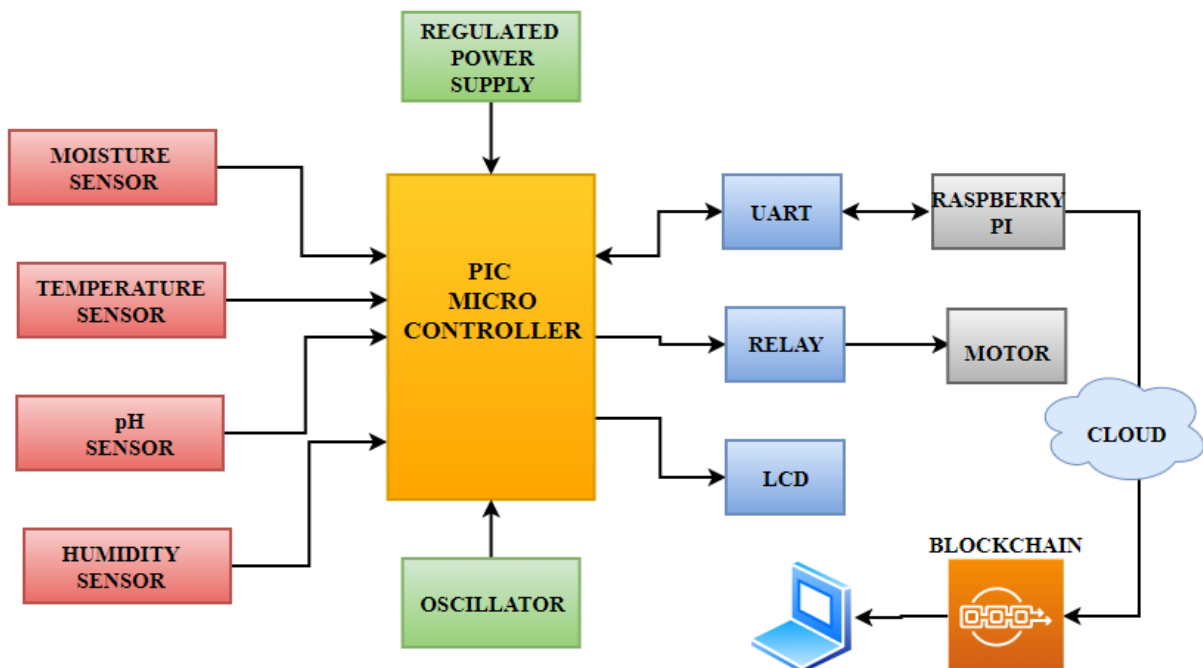 REGULATED
POWER
SUPPLY
MOISTURE
SENSOR
TEMPERATURE
SENSOR
pH
SENSOR
HUMIDITY
SENSOR
PIC
MICRO
CONTROLLER
OSCILLATOR
UART
RASPBERRY
PI
RELAY
MOTOR
LCD
CLOUD
BLOCKCHAIN